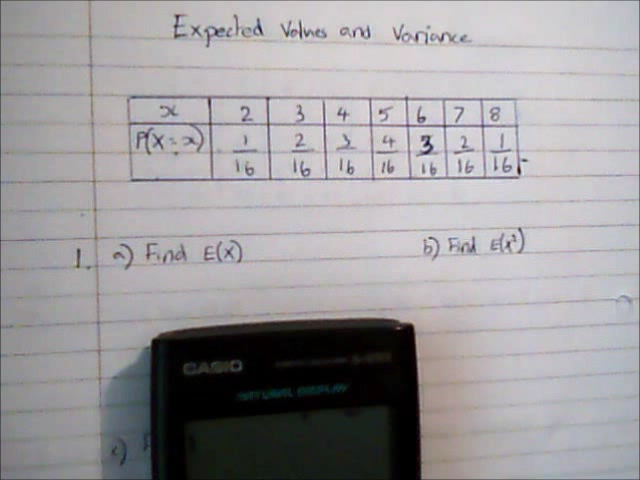 Expected Values and Variance
x 2 3 4 5 6 7 8
P(X=x) 1/16 2/16 3/16 4/16 3/16 2/16 1/16
1. a) Find E(X) b) Find E(X²)
CASIO
NATURAL DISPLAY
c)